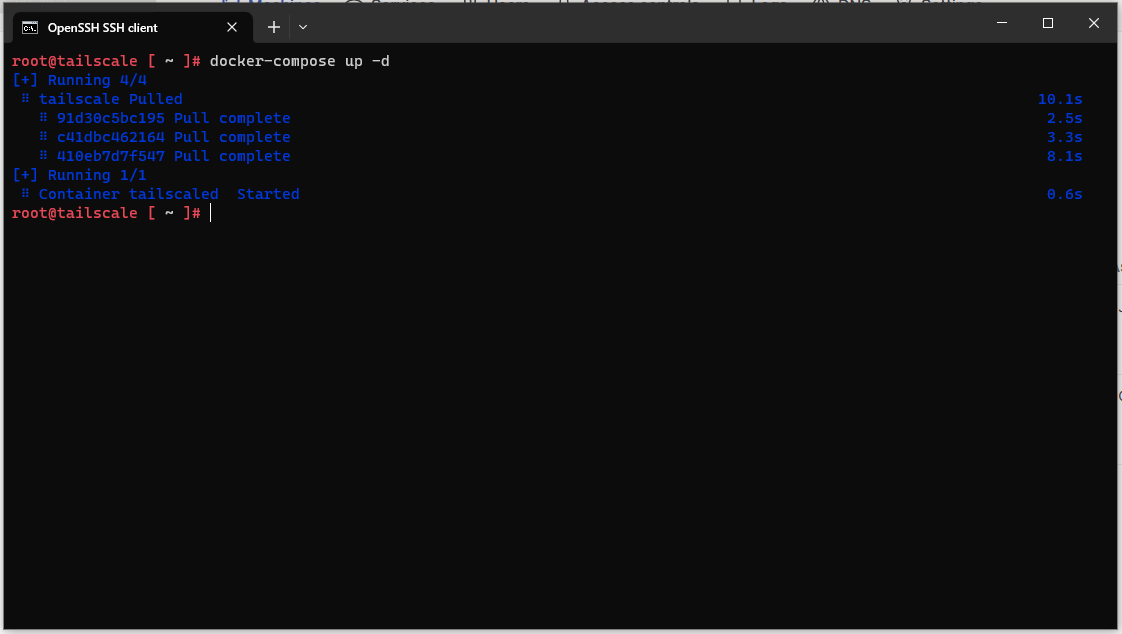 OpenSSH SSH client
root@tailscale [ ~ ]# docker-compose up -d
[+] Running 4/4
⠿ tailscale Pulled 10.1s
⠿ 91d30c5bc195 Pull complete 2.5s
⠿ c41dbc462164 Pull complete 3.3s
⠿ 410eb7d7f547 Pull complete 8.1s
[+] Running 1/1
⠿ Container tailscaled  Started 0.6s
root@tailscale [ ~ ]#